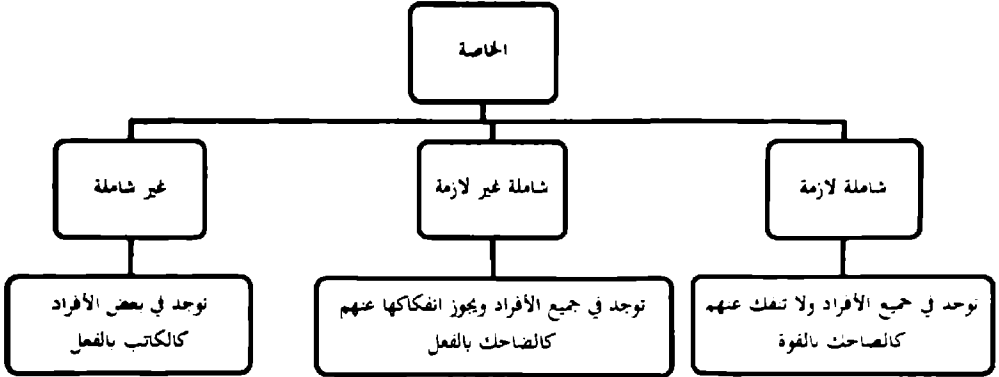 الخاصة
شاملة لازمة
شاملة غير لازمة
غير شاملة
توجد في جميع الأفراد ولا تنفك عنهم
كالضاحك بالقوة
توجد في جميع الأفراد ويجوز انفكاكها عنهم
كالضاحك بالفعل
توجد في بعض الأفراد
كالكاتب بالفعل